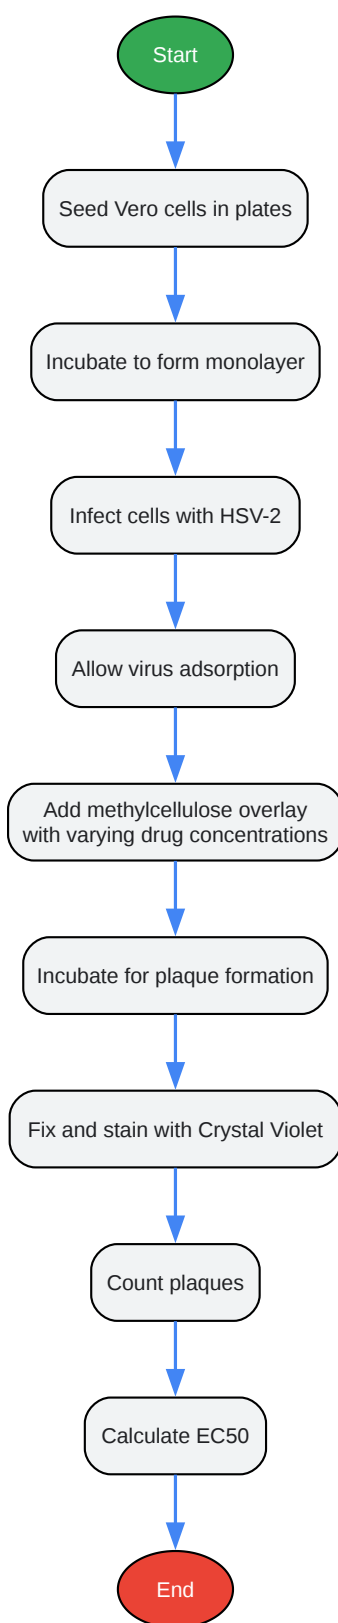 Start
Seed Vero cells in plates
Incubate to form monolayer
Infect cells with HSV-2
Allow virus adsorption
Add methylcellulose overlay
with varying drug concentrations
Incubate for plaque formation
Fix and stain with Crystal Violet
Count plaques
Calculate EC50
End